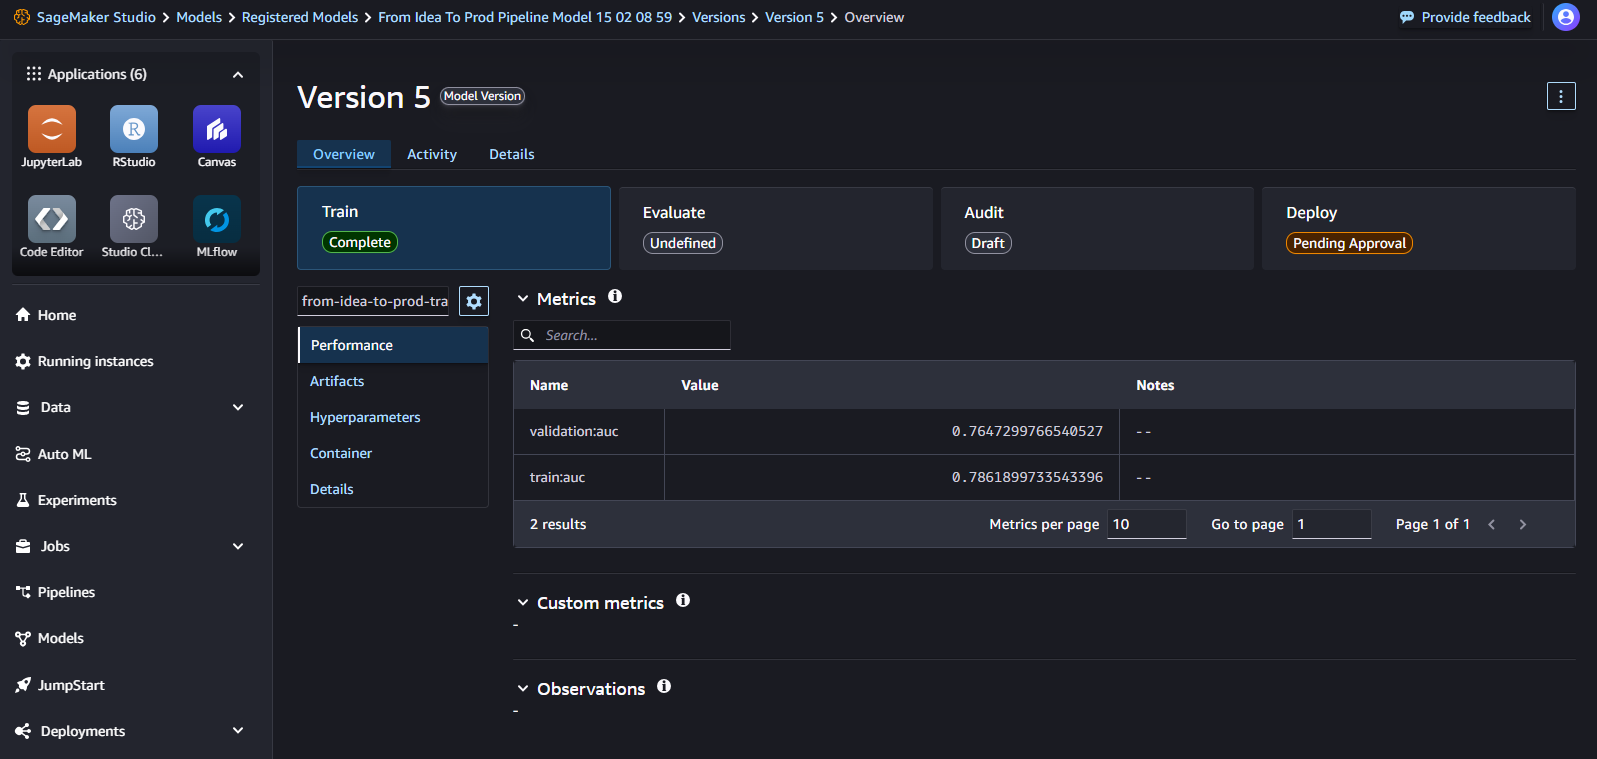 SageMaker Studio > Models > Registered Models > From Idea To Prod Pipeline Model 15 02 08 59 > Versions > Version 5 > Overview
Provide feedback
Applications (6)
JupyterLab
RStudio
Canvas
Code Editor
Studio Cl...
MLflow
Home
Running instances
Data
Auto ML
Experiments
Jobs
Pipelines
Models
JumpStart
Deployments
Version 5 Model Version
Overview Activity Details
Train
Complete
Evaluate
Undefined
Audit
Draft
Deploy
Pending Approval
from-idea-to-prod-tra
Performance
Artifacts
Hyperparameters
Container
Details
Metrics
Search...
Name Value Notes
validation:auc 0.7647299766540527 --
train:auc 0.7861899733543396 --
2 results Metrics per page 10 Go to page 1 Page 1 of 1
Custom metrics
-
Observations
-